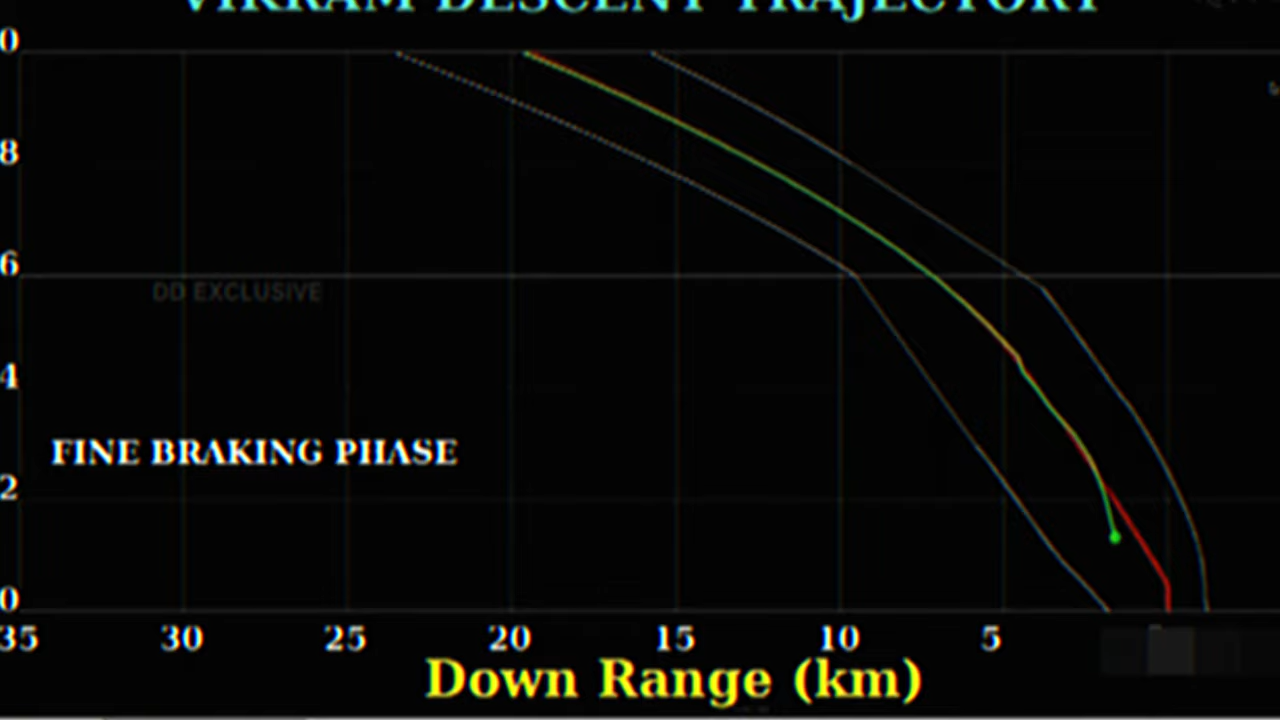 VIKRAM DESCENT TRAJECTORY
0
8
6
DD EXCLUSIVE
4
FINE BRAKING PHASE
2
0
35 30 25 20 15 10 5
Down Range (km)